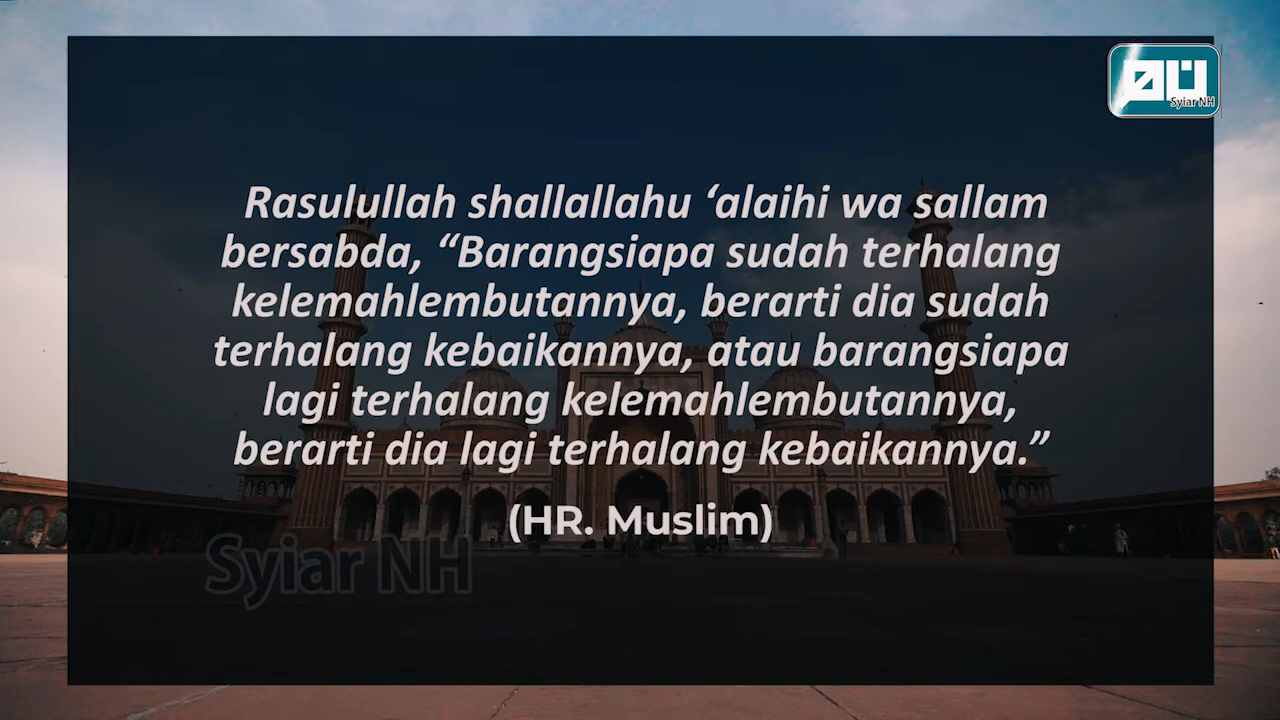 Syiar NH
Rasulullah shallallahu ‘alaihi wa sallam
bersabda, “Barangsiapa sudah terhalang
kelemahlembutannya, berarti dia sudah
terhalang kebaikannya, atau barangsiapa
lagi terhalang kelemahlembutannya,
berarti dia lagi terhalang kebaikannya.”
(HR. Muslim)
Syiar NH